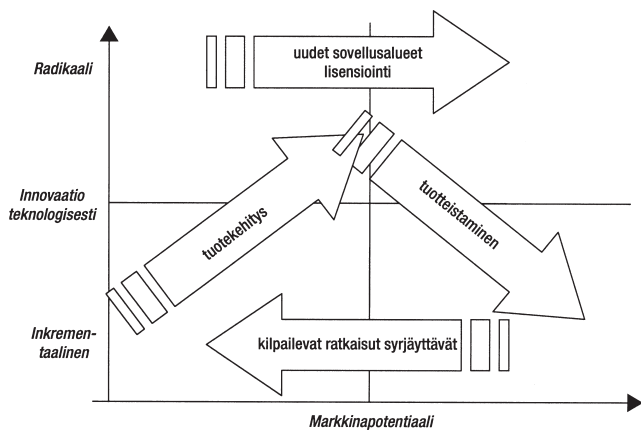 uudet sovellusalueet
lisensiointi
Radikaali
Innovaatio
teknologisesti
tuotekehitys
tuotteistaminen
Inkremen-
taalinen
kilpailevat ratkaisut syrjäyttävät
Markkinapotentiaali